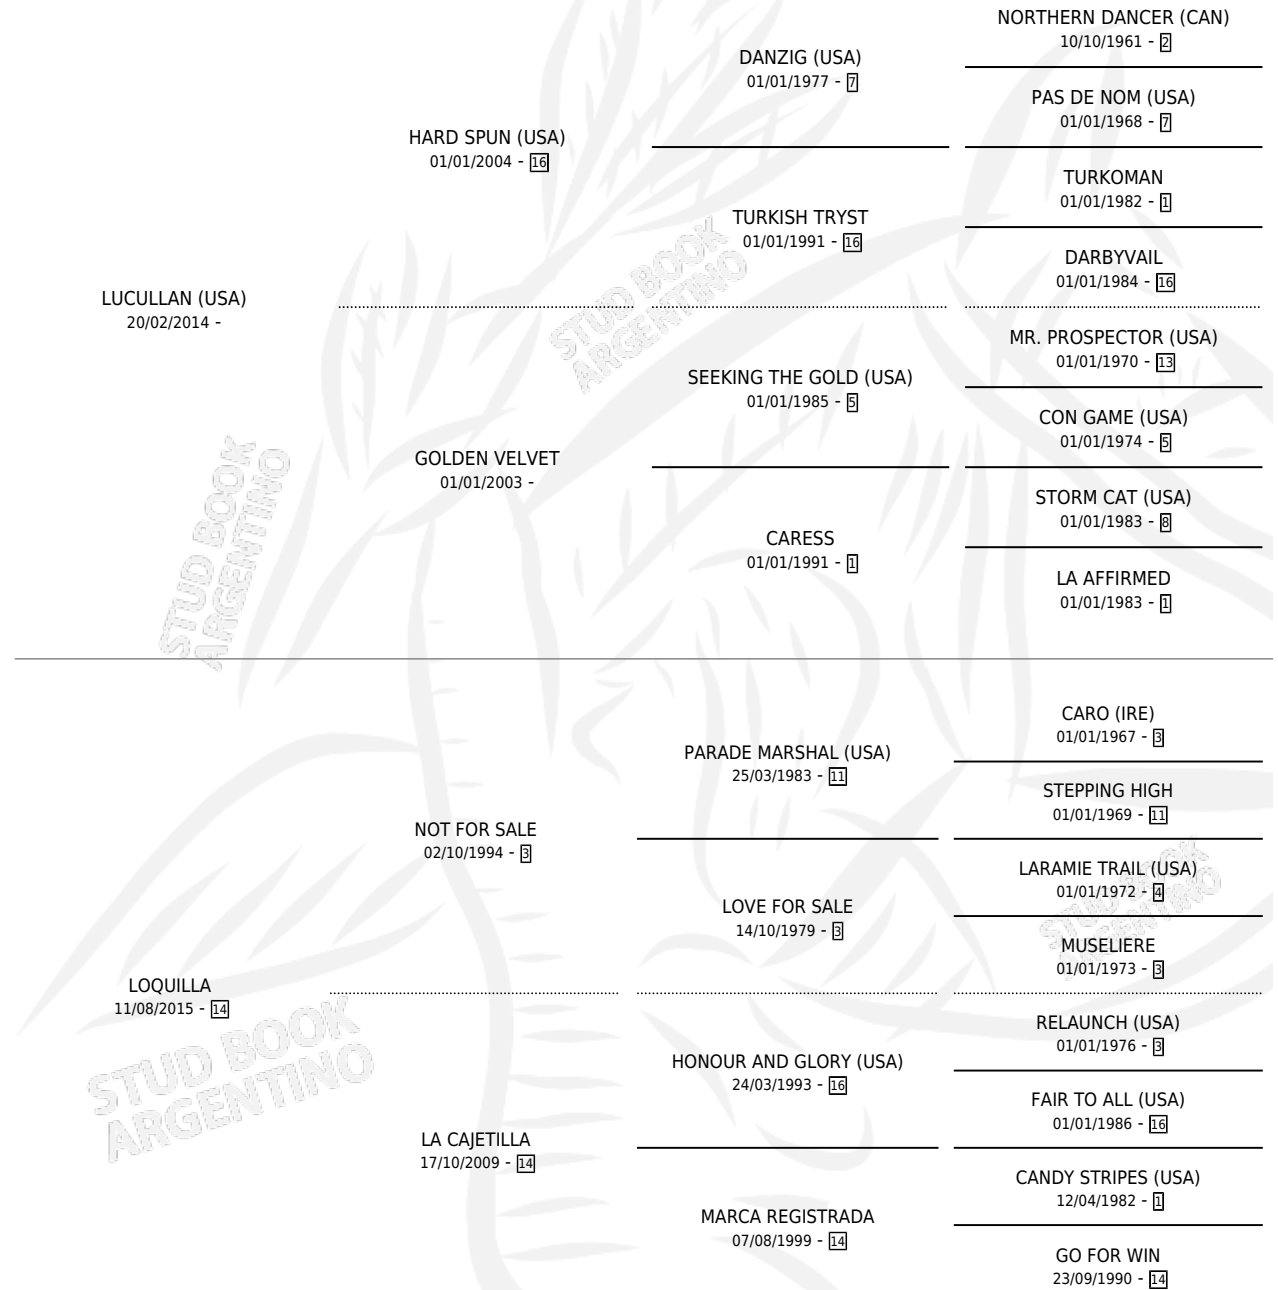 NORTHERN DANCER (CAN)
10/10/1961 - 2
DANZIG (USA)
01/01/1977 - 7
PAS DE NOM (USA)
01/01/1968 - 7
HARD SPUN (USA)
01/01/2004 - 16
TURKOMAN
01/01/1982 - 1
TURKISH TRYST
01/01/1991 - 16
DARBYVAIL
01/01/1984 - 16
LUCULLAN (USA)
20/02/2014 -
MR. PROSPECTOR (USA)
01/01/1970 - 13
SEEKING THE GOLD (USA)
01/01/1985 - 5
CON GAME (USA)
01/01/1974 - 5
GOLDEN VELVET
01/01/2003 -
STORM CAT (USA)
01/01/1983 - 8
CARESS
01/01/1991 - 1
LA AFFIRMED
01/01/1983 - 1
CARO (IRE)
01/01/1967 - 3
PARADE MARSHAL (USA)
25/03/1983 - 11
STEPPING HIGH
01/01/1969 - 11
NOT FOR SALE
02/10/1994 - 3
LARAMIE TRAIL (USA)
01/01/1972 - 4
LOVE FOR SALE
14/10/1979 - 3
MUSELIERE
01/01/1973 - 3
LOQUILLA
11/08/2015 - 14
RELAUNCH (USA)
01/01/1976 - 3
HONOUR AND GLORY (USA)
24/03/1993 - 16
FAIR TO ALL (USA)
01/01/1986 - 16
LA CAJETILLA
17/10/2009 - 14
CANDY STRIPES (USA)
12/04/1982 - 1
MARCA REGISTRADA
07/08/1999 - 14
GO FOR WIN
23/09/1990 - 14
STUD BOOK
ARGENTINO
STUD BOOK
ARGENTINO
STUD BOOK
ARGENTINO
STUD BOOK
ARGENTINO